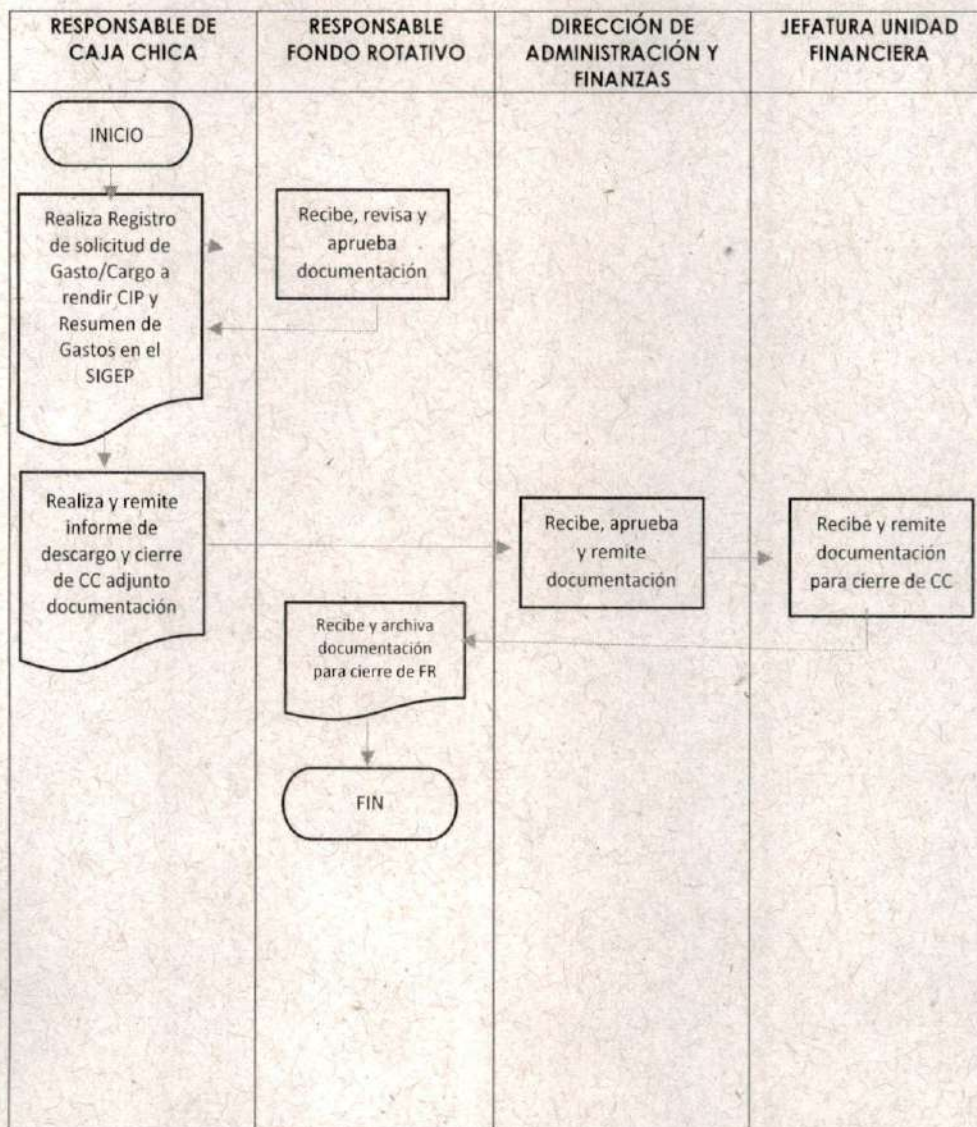 RESPONSABLE DE
CAJA CHICA
RESPONSABLE
FONDO ROTATIVO
DIRECCIÓN DE
ADMINISTRACIÓN Y
FINANZAS
JEFATURA UNIDAD
FINANCIERA
INICIO
Realiza Registro
de solicitud de
Gasto/Cargo a
rendir CIP y
Resumen de
Gastos en el
SIGEP
Recibe, revisa y
aprueba
documentación
Realiza y remite
informe de
descargo y cierre
de CC adjunto
documentación
Recibe, aprueba
y remite
documentación
Recibe y remite
documentación
para cierre de CC
Recibe y archiva
documentación
para cierre de FR
FIN